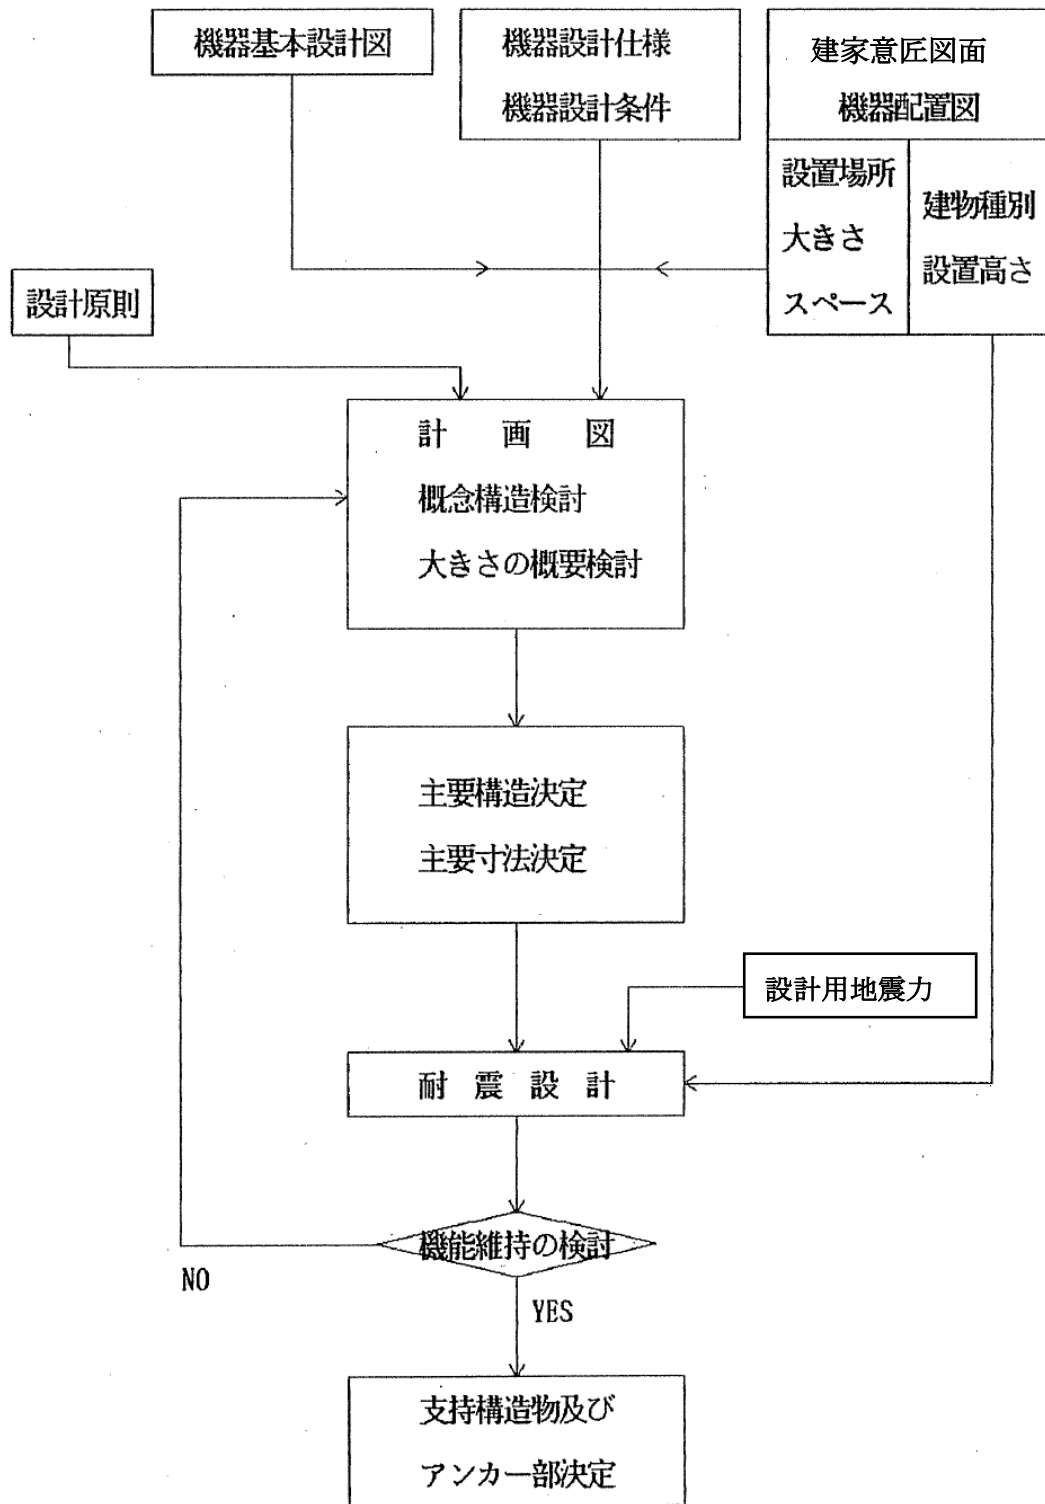 機器基本設計図
機器設計仕様
機器設計条件
建家意匠図面
機器配置図
設置場所
大きさ
スペース
建物種別
設置高さ
設計原則
計 画 図
概念構造検討
大きさの概要検討
主要構造決定
主要寸法決定
設計用地震力
耐 震 設 計
機能維持の検討
NO
YES
支持構造物及び
アンカー部決定